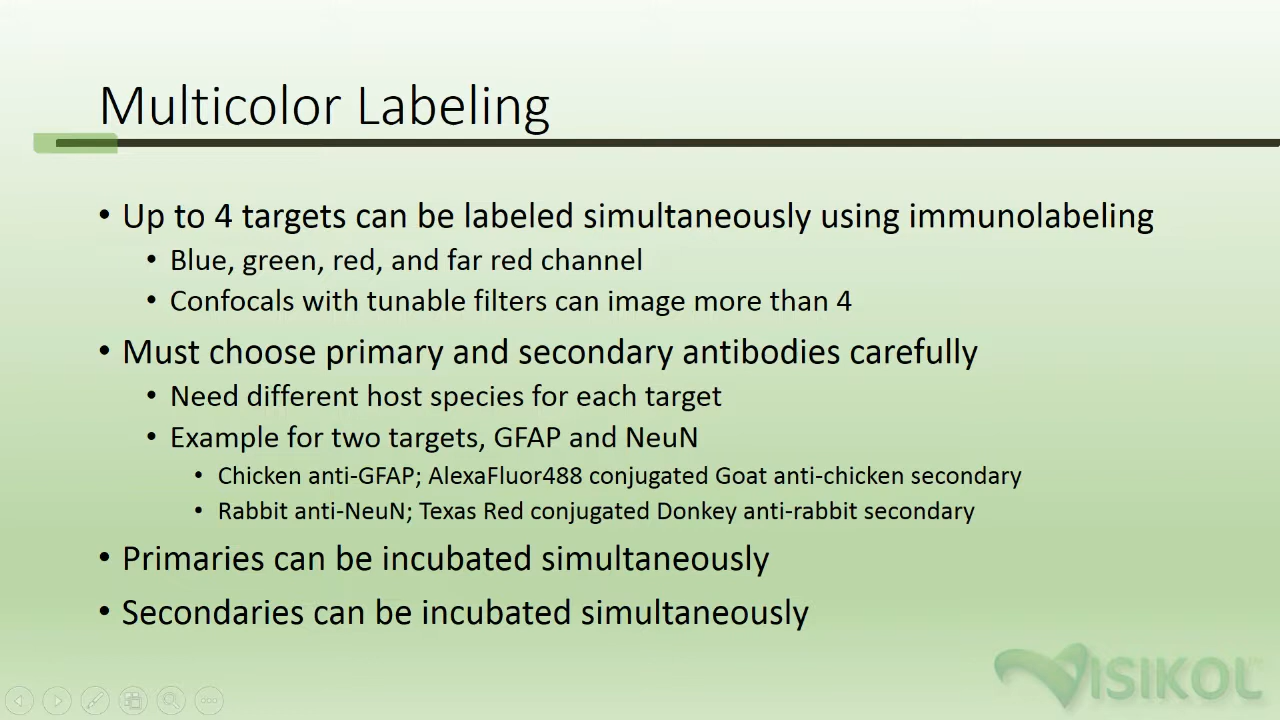 Multicolor Labeling
• Up to 4 targets can be labeled simultaneously using immunolabeling
• Blue, green, red, and far red channel
• Confocals with tunable filters can image more than 4
• Must choose primary and secondary antibodies carefully
• Need different host species for each target
• Example for two targets, GFAP and NeuN
• Chicken anti-GFAP; AlexaFluor488 conjugated Goat anti-chicken secondary
• Rabbit anti-NeuN; Texas Red conjugated Donkey anti-rabbit secondary
• Primaries can be incubated simultaneously
• Secondaries can be incubated simultaneously
VISIKOL